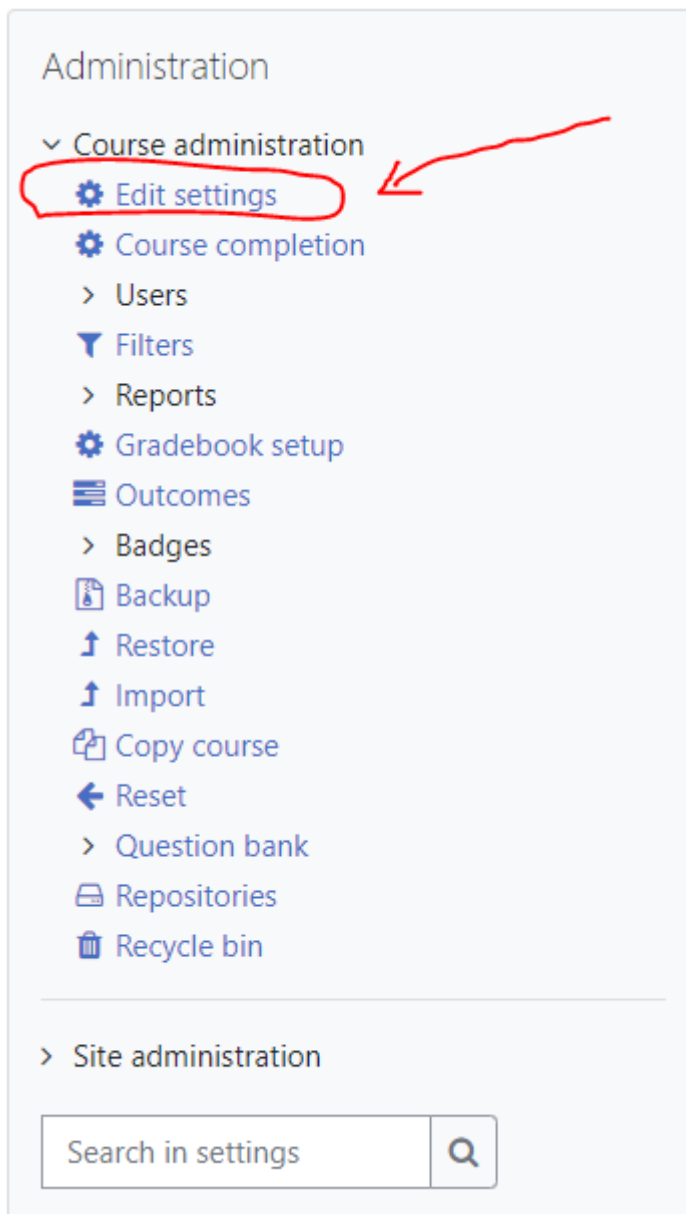 Administration
Course administration
Edit settings
Course completion
Users
Filters
Reports
Gradebook setup
Outcomes
Badges
Backup
Restore
Import
Copy course
Reset
Question bank
Repositories
Recycle bin
Site administration
Search in settings